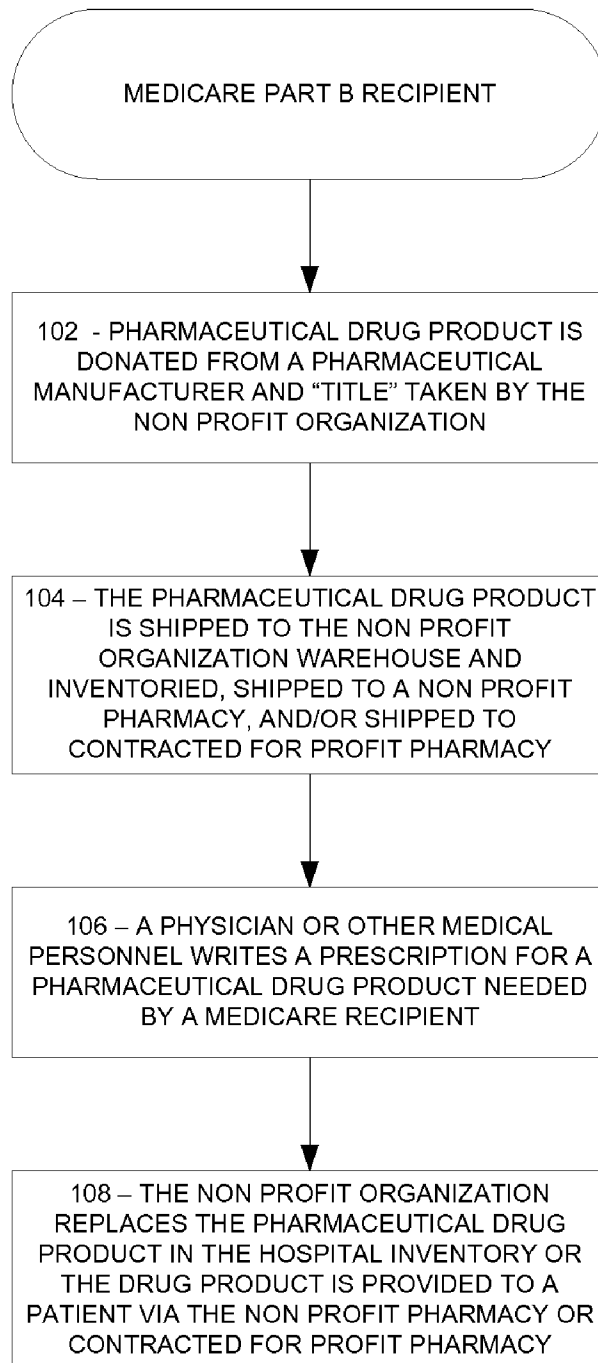 MEDICARE PART B RECIPIENT
102 - PHARMACEUTICAL DRUG PRODUCT IS
DONATED FROM A PHARMACEUTICAL
MANUFACTURER AND “TITLE” TAKEN BY THE
NON PROFIT ORGANIZATION
104 – THE PHARMACEUTICAL DRUG PRODUCT
IS SHIPPED TO THE NON PROFIT
ORGANIZATION WAREHOUSE AND
INVENTORIED, SHIPPED TO A NON PROFIT
PHARMACY, AND/OR SHIPPED TO
CONTRACTED FOR PROFIT PHARMACY
106 – A PHYSICIAN OR OTHER MEDICAL
PERSONNEL WRITES A PRESCRIPTION FOR A
PHARMACEUTICAL DRUG PRODUCT NEEDED
BY A MEDICARE RECIPIENT
108 – THE NON PROFIT ORGANIZATION
REPLACES THE PHARMACEUTICAL DRUG
PRODUCT IN THE HOSPITAL INVENTORY OR
THE DRUG PRODUCT IS PROVIDED TO A
PATIENT VIA THE NON PROFIT PHARMACY OR
CONTRACTED FOR PROFIT PHARMACY